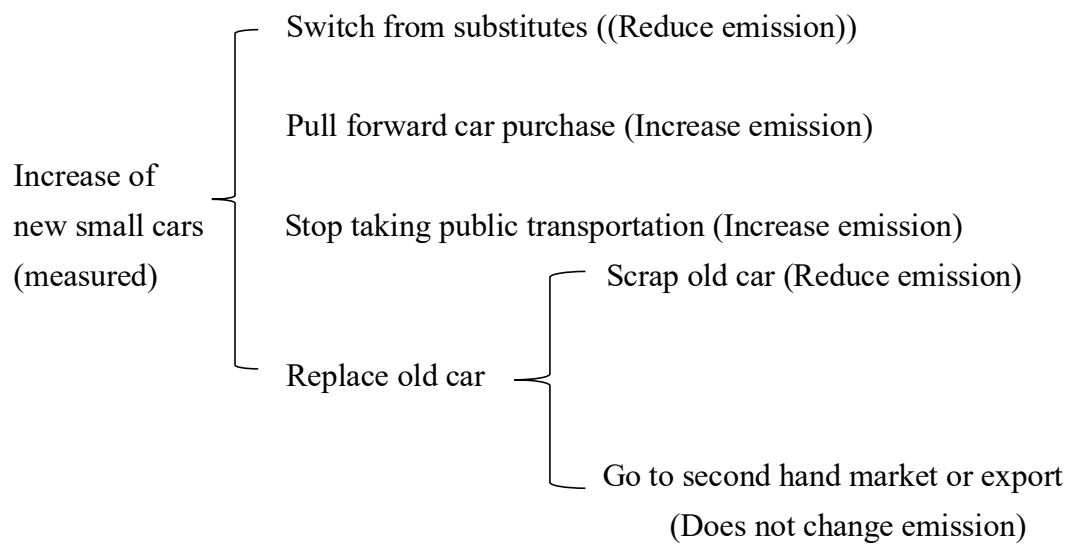 Switch from substitutes ((Reduce emission))
Pull forward car purchase (Increase emission)
Increase of
new small cars
(measured)
Stop taking public transportation (Increase emission)
Scrap old car (Reduce emission)
Replace old car
Go to second hand market or export
(Does not change emission)